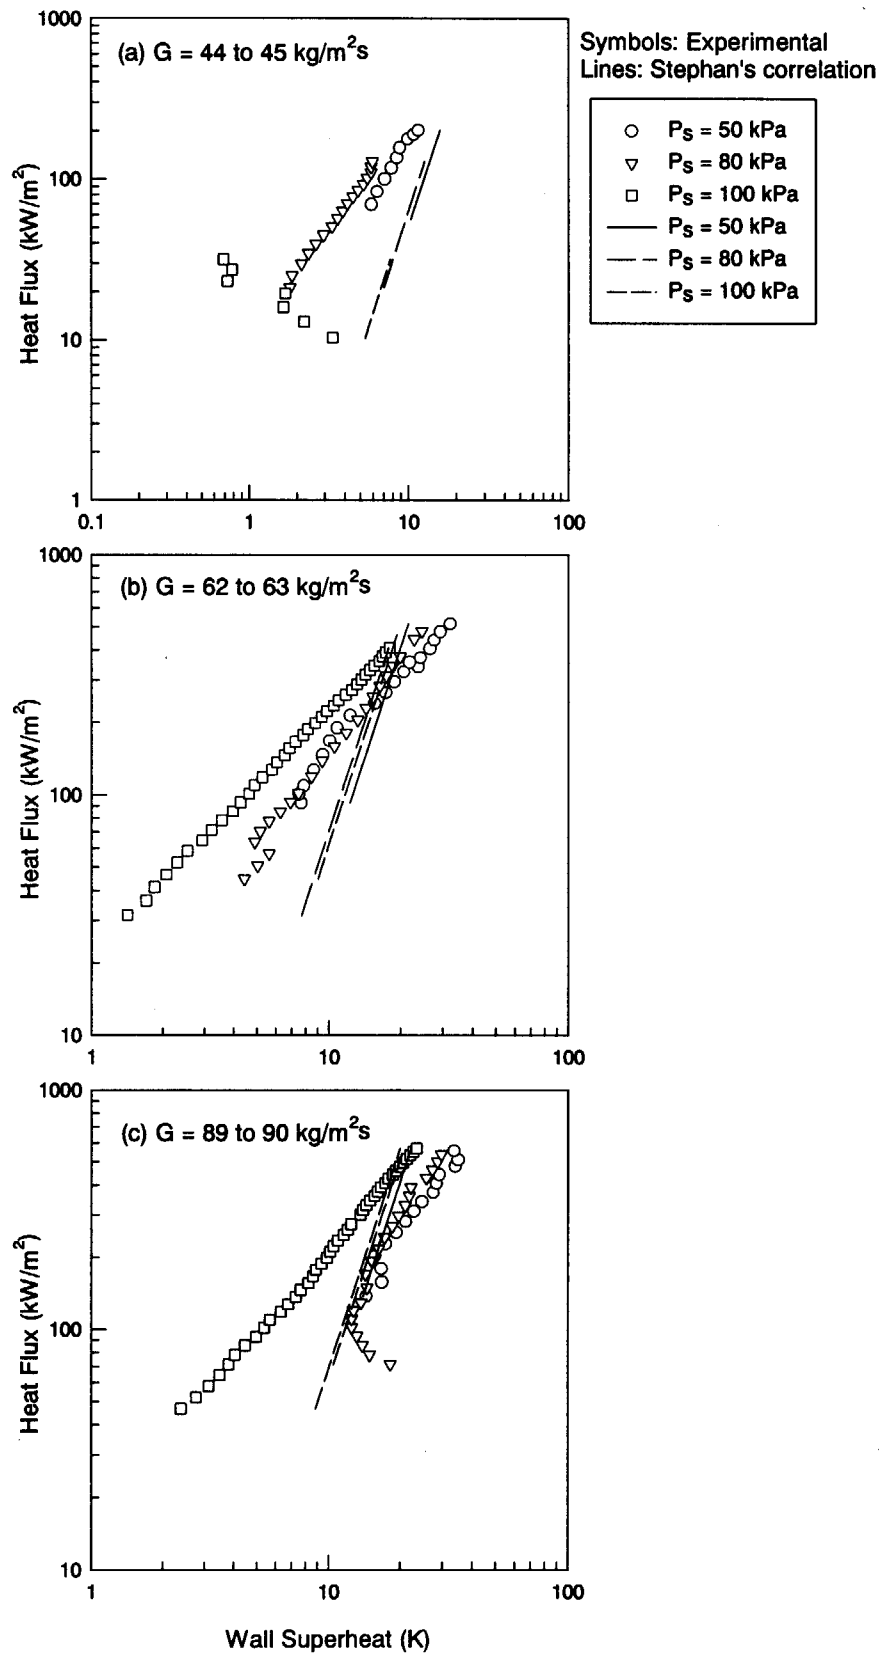 1000
(a) G = 44 to 45 kg/m²s
Symbols: Experimental
Lines: Stephan's correlation
Pₛ = 50 kPa
Pₛ = 80 kPa
Pₛ = 100 kPa
Pₛ = 50 kPa
Pₛ = 80 kPa
Pₛ = 100 kPa
100
Heat Flux (kW/m²)
10
1
0.1 1 10 100
1000
(b) G = 62 to 63 kg/m²s
Heat Flux (kW/m²)
100
10
1 10 100
1000
(c) G = 89 to 90 kg/m²s
Heat Flux (kW/m²)
100
10
1 10 100
Wall Superheat (K)